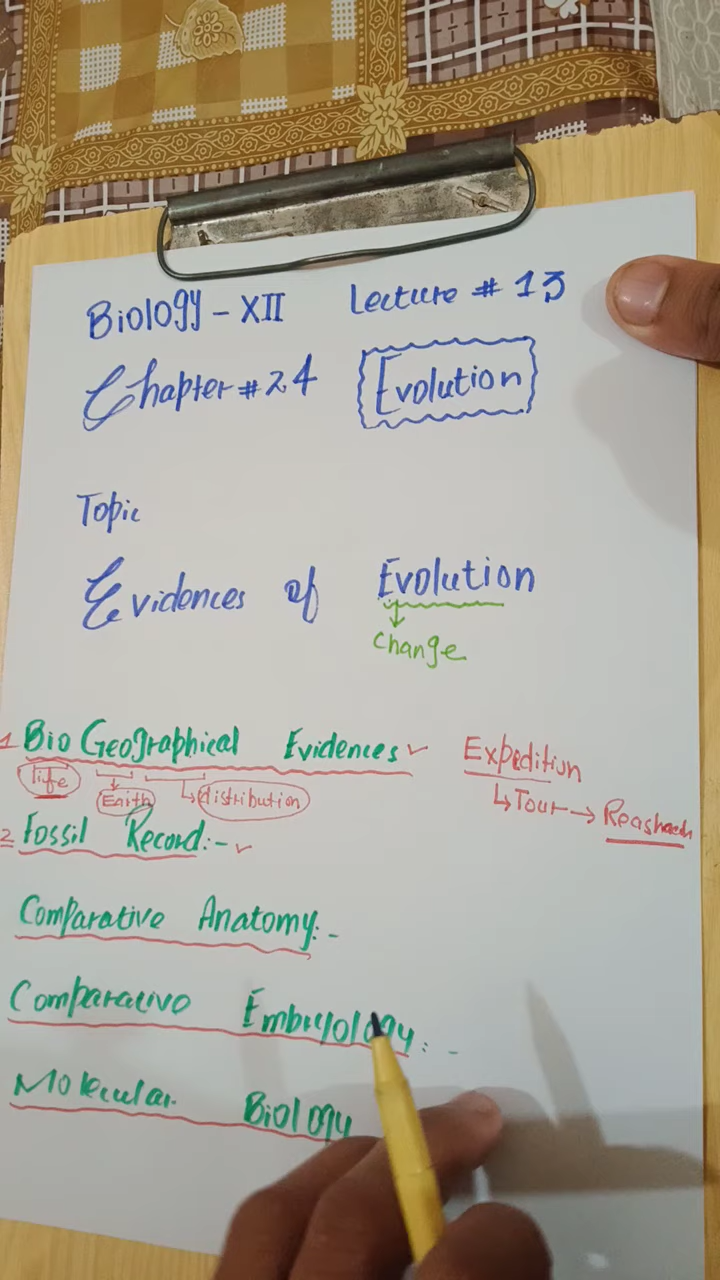 Biology - XII Lecture # 13
Chapter # 24 Evolution
Topic
Evidences of Evolution
Change
1 Bio Geographical Evidences ✓ Expedition
life Earth ↳ distribution ↳ Tour → Reashach
2 Fossil Record:- ✓
Comparative Anatomy:-
Comparative Embryology:-
Molecular Biology